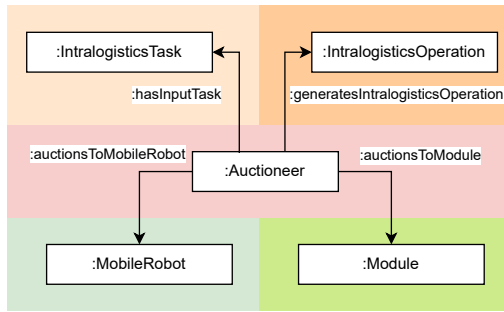 :IntralogisticsTask
:IntralogisticsOperation
:hasInputTask
:generatesIntralogisticsOperation
:auctionsToMobileRobot
:auctionsToModule
:Auctioneer
:MobileRobot
:Module